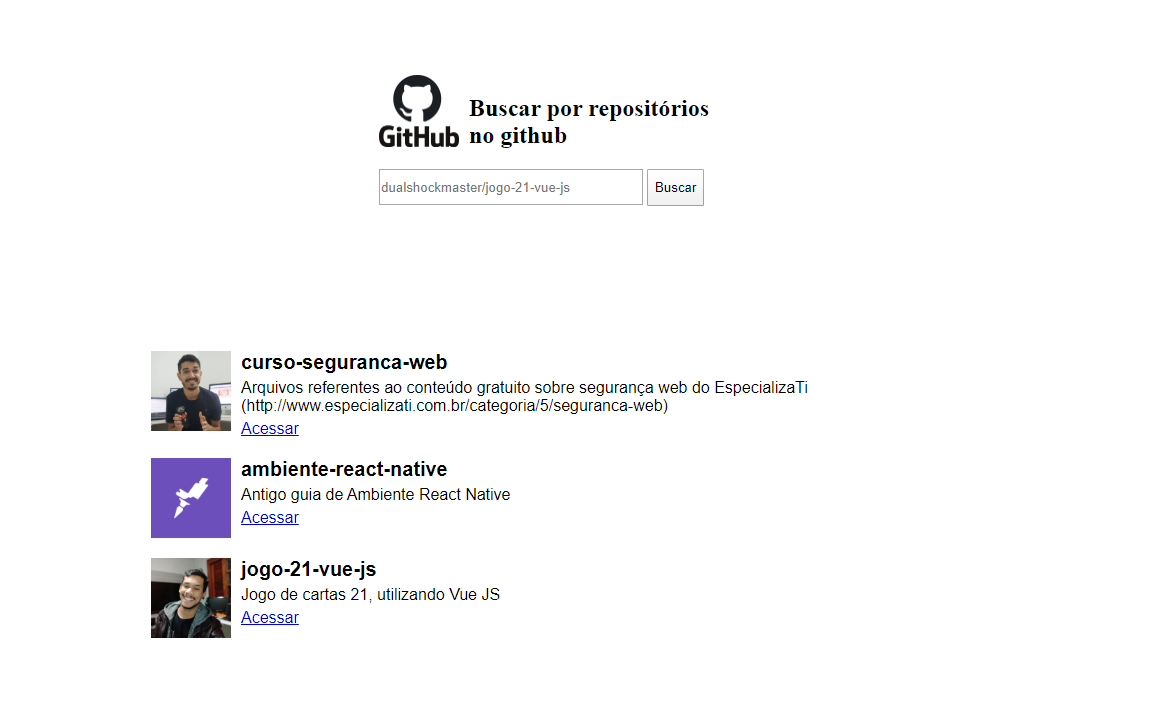 GitHub
Buscar por repositórios
no github
dualshockmaster/jogo-21-vue-js
Buscar
curso-seguranca-web
Arquivos referentes ao conteúdo gratuito sobre segurança web do EspecializaTi
(http://www.especializati.com.br/categoria/5/seguranca-web)
Acessar
ambiente-react-native
Antigo guia de Ambiente React Native
Acessar
jogo-21-vue-js
Jogo de cartas 21, utilizando Vue JS
Acessar